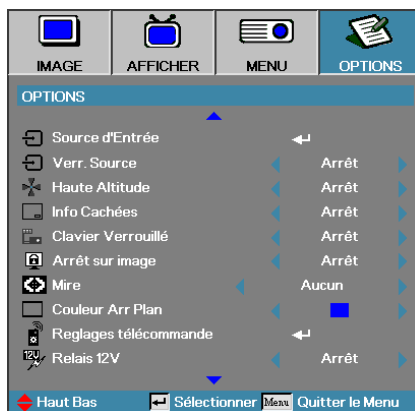 IMAGE AFFICHER MENU OPTIONS
OPTIONS
Source d'Entrée
Verr. Source Arrêt
Haute Altitude Arrêt
Info Cachées Arrêt
Clavier Verrouillé Arrêt
Arrêt sur image Arrêt
Mire Aucun
Couleur Arr Plan
Reglages télécommande
12V Relais 12V Arrêt
Haut Bas Sélectionner Menu Quitter le Menu